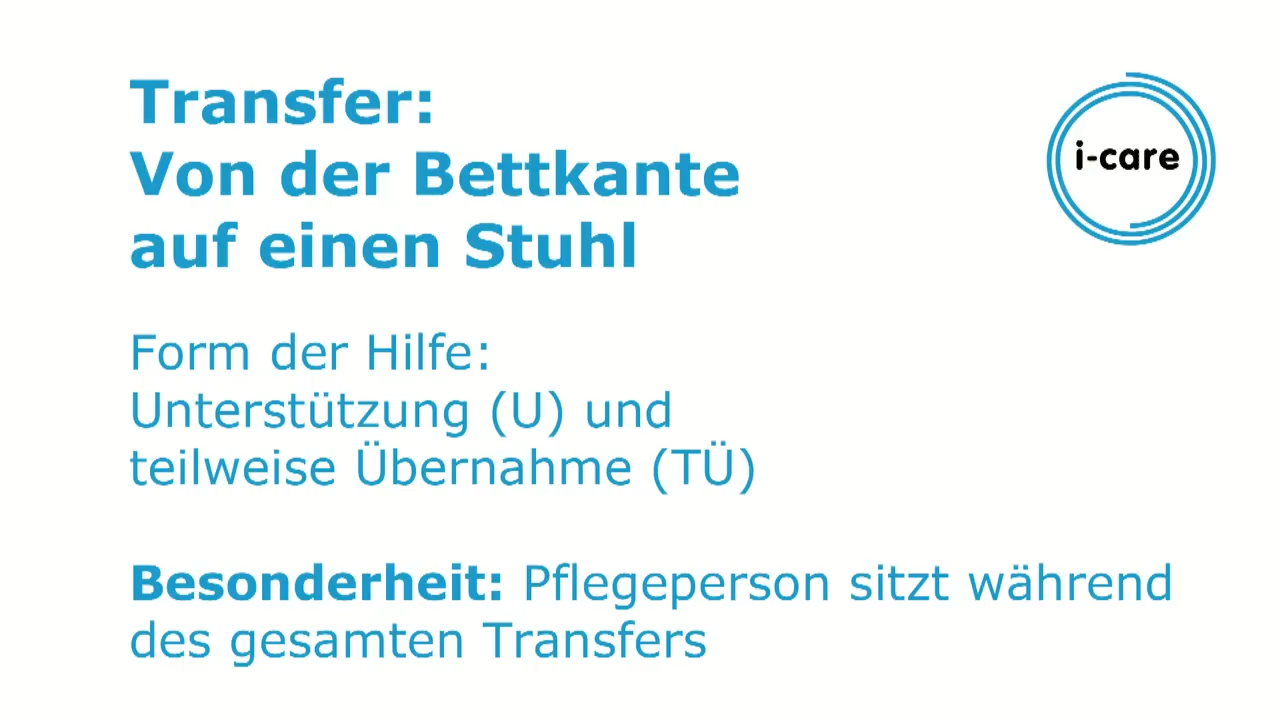 Transfer:
Von der Bettkante
auf einen Stuhl
i-care
Form der Hilfe:
Unterstützung (U) und
teilweise Übernahme (TÜ)
Besonderheit: Pflegeperson sitzt während
des gesamten Transfers